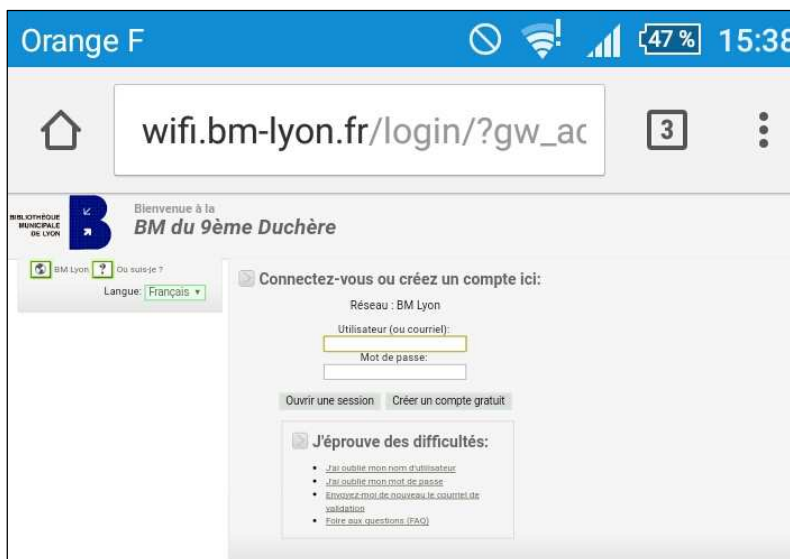 Orange F
47 %
15:38
wifi.bm-lyon.fr/login/?gw_ac
3
BIBLIOTHÈQUE
MUNICIPALE
DE LYON
Bienvenue à la
BM du 9ème Duchère
BM Lyon ? Ou suis-je ?
Langue: Français
Connectez-vous ou créez un compte ici:
Réseau : BM Lyon
Utilisateur (ou courriel):
Mot de passe:
Ouvrir une session Créer un compte gratuit
J'éprouve des difficultés:
J'ai oublié mon nom d'utilisateur
J'ai oublié mon mot de passe
Envoyez-moi de nouveau le courriel de
validation
Foire aux questions (FAQ)